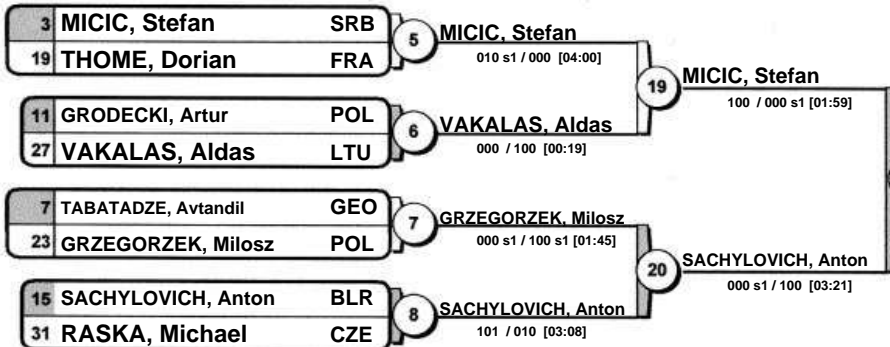 3 MICIC, Stefan SRB
19 THOME, Dorian FRA
5
MICIC, Stefan
010 s1 / 000 [04:00]
11 GRODECKI, Artur POL
27 VAKALAS, Aldas LTU
6
VAKALAS, Aldas
000 / 100 [00:19]
19
MICIC, Stefan
100 / 000 s1 [01:59]
7 TABATADZE, Avtandil GEO
23 GRZEGORZEK, Milosz POL
7
GRZEGORZEK, Milosz
000 s1 / 100 s1 [01:45]
15 SACHYLOVICH, Anton BLR
31 RASKA, Michael CZE
8
SACHYLOVICH, Anton
101 / 010 [03:08]
20
SACHYLOVICH, Anton
000 s1 / 100 [03:21]